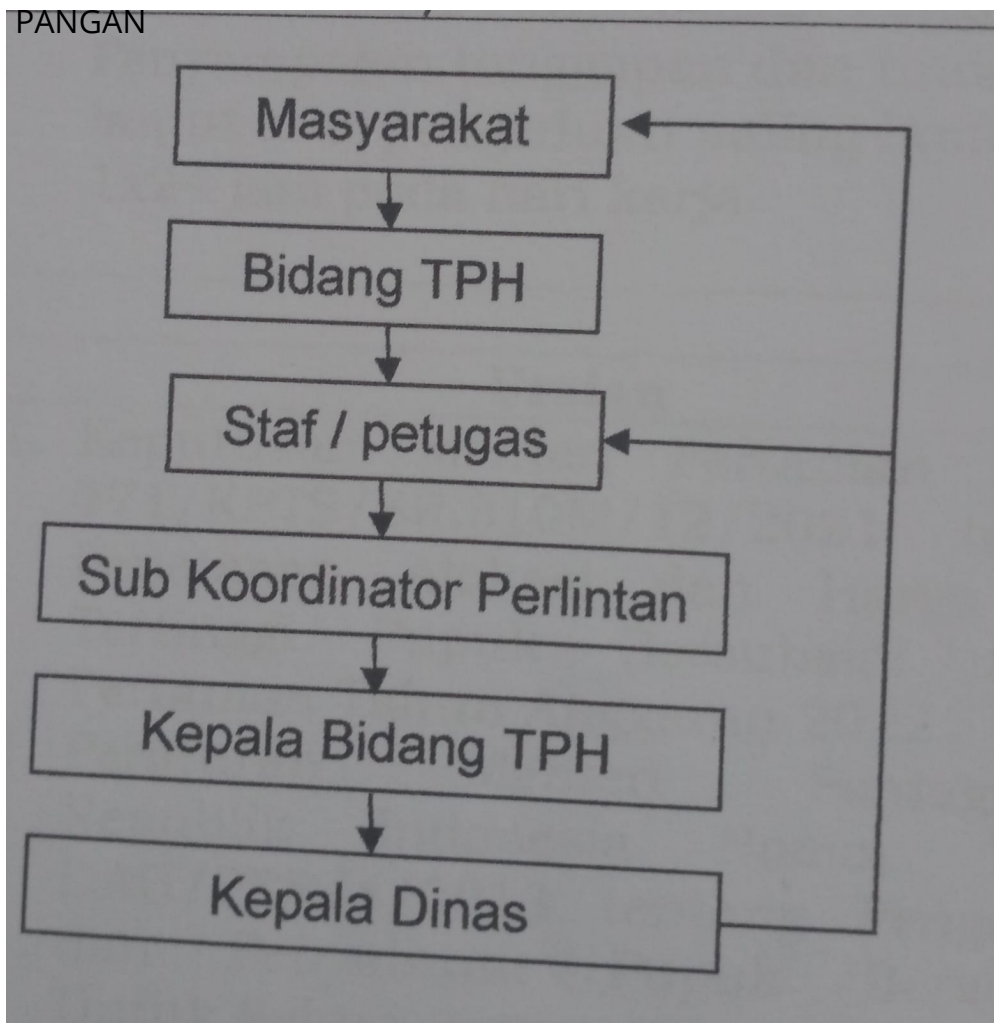 PANGAN
Masyarakat
Bidang TPH
Staf / petugas
Sub Koordinator Perlintan
Kepala Bidang TPH
Kepala Dinas